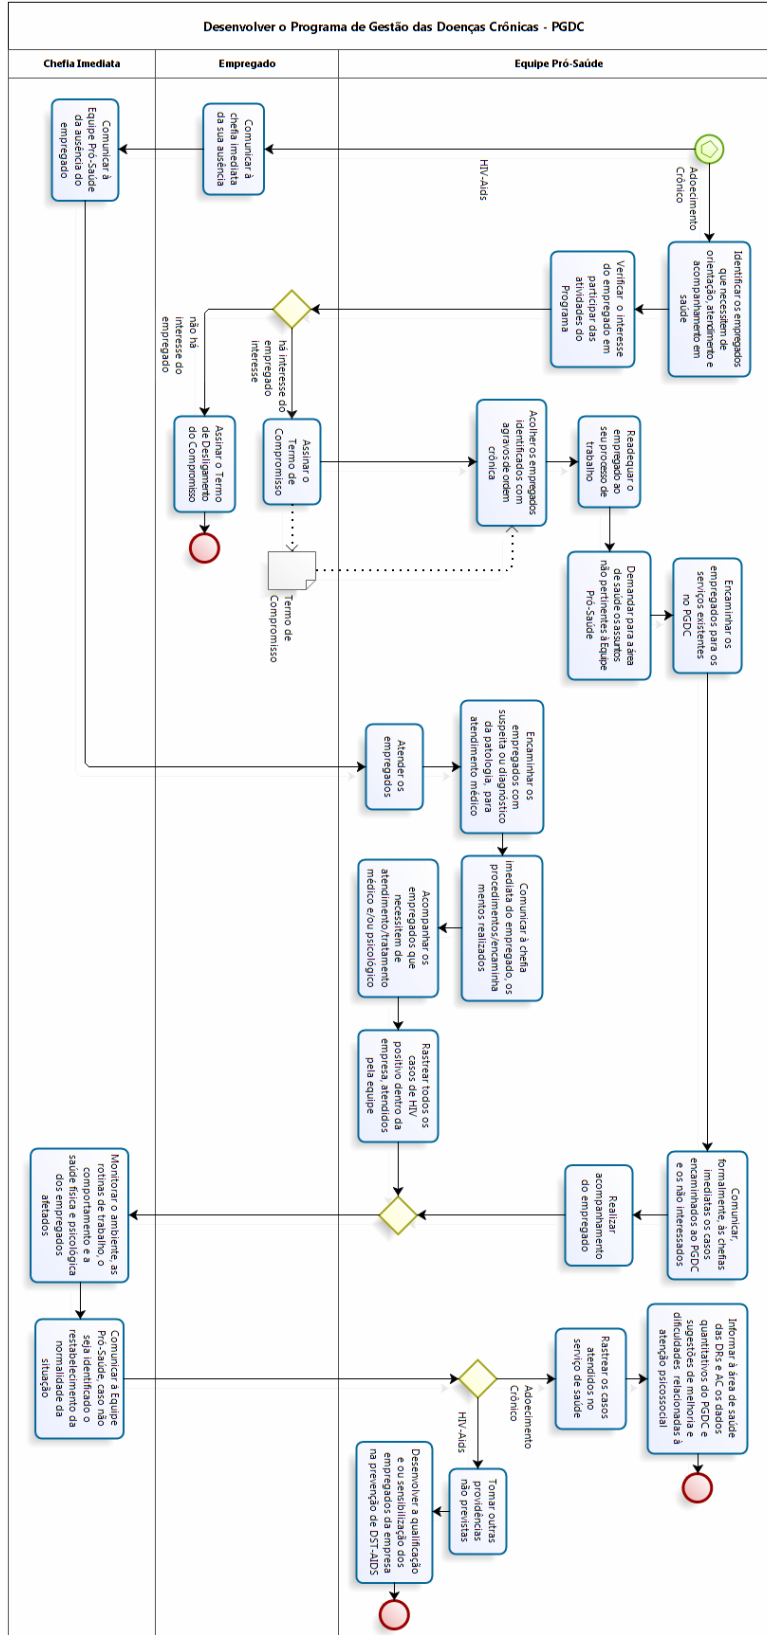 Desenvolver o Programa de Gestão das Doenças Crônicas - PGDC
Chefia Imediata
Empregado
Equipe Pró-Saúde
Adoecimento
Crônico
HIV-Aids
Comunicar à
chefia imediata
da sua ausência
Comunicar à
Equipe Pró-Saúde
da ausência do
empregado
Identificar os empregados
que necessitem de
orientação, atendimento e
acompanhamento em
saúde
Verificar o interesse
do empregado em
participar das
atividades do
Programa
há interesse do
empregado
interesse
não há
interesse do
empregado
Assinar o
Termo de
Compromisso
Assinar o Termo
de Desligamento
do Compromisso
Termo de
Compromisso
Acolher os empregados
identificados com
agravos de ordem
crônica
Readequar o
empregado ao
seu processo de
trabalho
Demandar para a área
de saúde os assuntos
não pertinentes à Equipe
Pró-Saúde
Encaminhar os
empregados para os
serviços existentes
no PGDC
Atender os
empregados
Encaminhar os
empregados com
suspeita ou diagnóstico
da patologia, para
atendimento médico
Comunicar à chefia
imediata do empregado, os
procedimentos/encaminha
mentos realizados
Acompanhar os
empregados que
necessitem de
atendimento/tratamento
médico e/ou psicológico
Rastrear todos os
casos de HIV
positivo dentro da
empresa, atendidos
pela equipe
Comunicar,
formalmente, às chefias
imediatas os casos
encaminhados ao PGDC
e os não interessados
Realizar
acompanhamento
do empregado
Monitorar o ambiente, as
rotinas de trabalho, o
comportamento e a
saúde física e psicológica
dos empregados
afetados
Comunicar à Equipe
Pró-Saúde, caso não
seja identificado o
restabelecimento da
normalidade da
situação
Adoecimento
Crônico
HIV-Aids
Rastrear os casos
atendidos no
serviço de saúde
Informar à área de saúde
das DRs e AC os dados
quantitativos do PGDC e
sugestões de melhoria e
dificuldades relacionadas à
atenção psicossocial
Tomar outras
providências
não previstas
Desenvolver a qualificação
e ou sensibilização dos
empregados da empresa
na prevenção de DST-AIDS